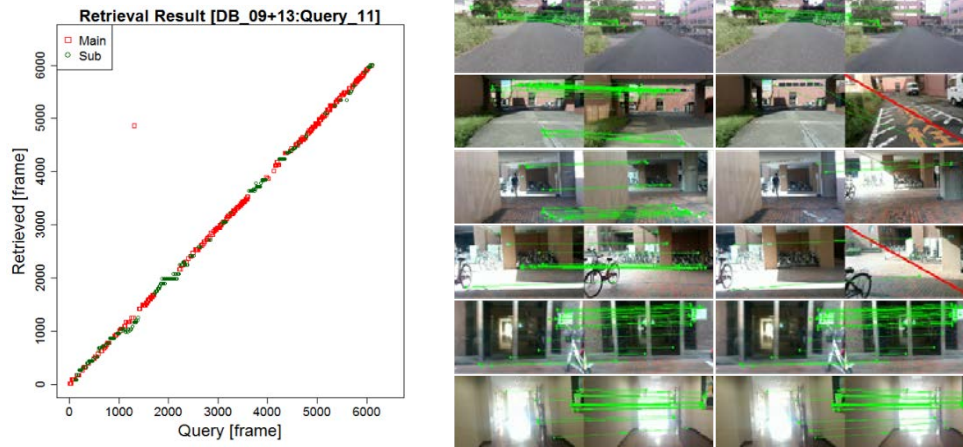 Retrieval Result [DB_09+13:Query_11]
Main
Sub
Retrieved [frame]
0
1000
2000
3000
4000
5000
6000
0
1000
2000
3000
4000
5000
6000
Query [frame]